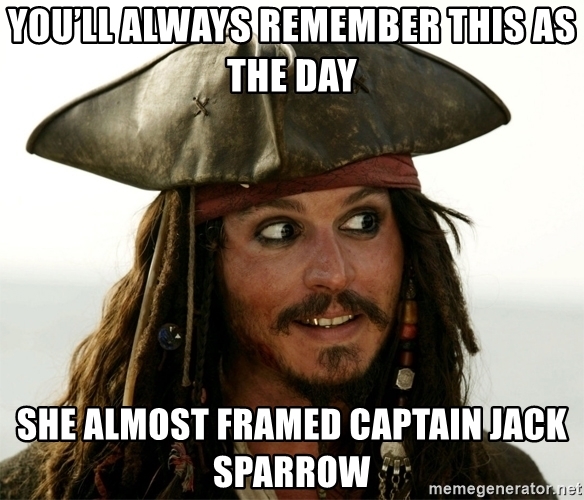 YOU'LL ALWAYS REMEMBER THIS AS
THE DAY
SHE ALMOST FRAMED CAPTAIN JACK
SPARROW
memegenerator.net